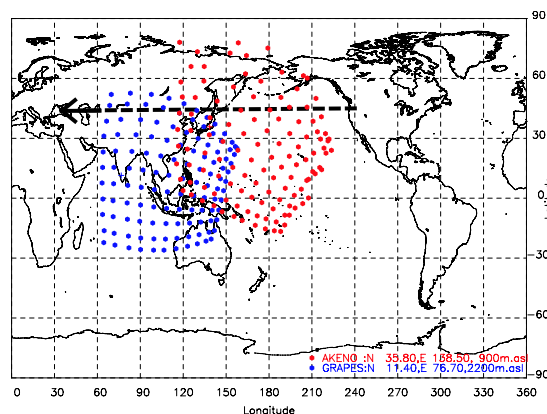 90
60
30
0
-30
-60
AKENO :N 35.80,E 138.50, 900m.asl
GRAPES:N 11.40,E 76.70,2200m.asl
-90
0 30 60 90 120 150 180 210 240 270 300 330 360
Longitude